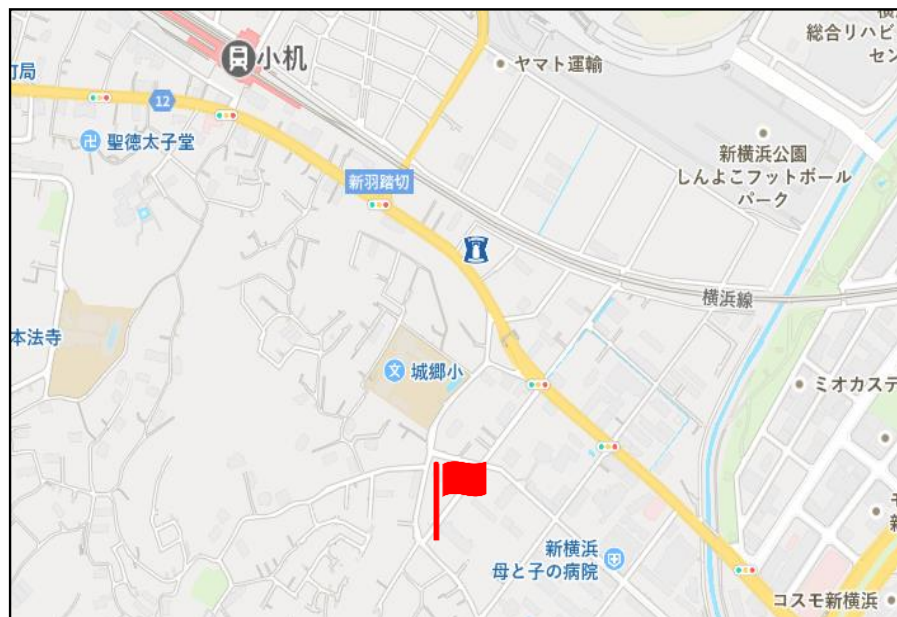 小机
ヤマト運輸
総合リハビ
セン
町局
12
聖徳太子堂
新横浜公園
しんよこフットボール
パーク
新羽踏切
横浜線
本法寺
文
城郷小
ミオカステ
新横浜
母と子の病院
コスモ新横浜